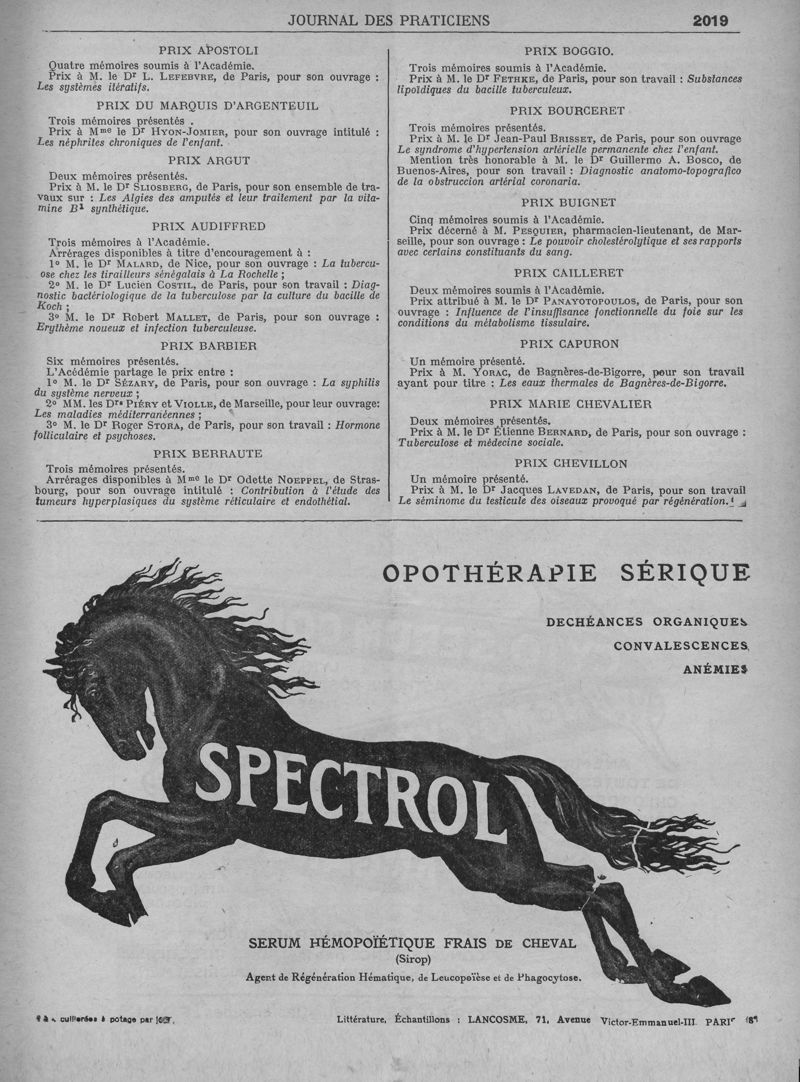 JOURNAL DES PRATICIENS 2019
PRIX APOSTOLI
Quatre mémoires soumis à l'Académie.
Prix à M. le Dr L. LEFEBVRE, de Paris, pour son ouvrage :
Les systèmes itératifs.
PRIX DU MARQUIS D'ARGENTEUIL
Trois mémoires présentés .
Prix à Mme le Dr HYON-JOMIER, pour son ouvrage intitulé :
Les néphrites chroniques de l'enfant.
PRIX ARGUT
Deux mémoires présentés.
Prix à M. le Dr SLIOSBERG, de Paris, pour son ensemble de tra-
vaux sur : Les Algies des amputés et leur traitement par la vita-
mine B1 synthétique.
PRIX AUDIFFRED
Trois mémoires à l'Académie.
Arrérages disponibles à titre d'encouragement à :
1º M. le Dr MALARD, de Nice, pour son ouvrage : La tubercu-
ose chez les tirailleurs sénégalais à La Rochelle ;
2º M. le Dr Lucien COSTIL, de Paris, pour son travail : Diag-
nostic bactériologique de la tuberculose par la culture du bacille de
Koch ;
3º M. le Dr Robert MALLET, de Paris, pour son ouvrage :
Erythème noueux et infection tuberculeuse.
PRIX BARBIER
Six mémoires présentés.
L'Acédémie partage le prix entre :
1º M. le Dr SÉZARY, de Paris, pour son ouvrage : La syphilis
du système nerveux ;
2º MM. les Drs PIÉRY et VIOLLE, de Marseille, pour leur ouvrage:
Les maladies méditerranéennes ;
3º M. le Dr Roger STORA, de Paris, pour son travail : Hormone
folliculaire et psychoses.
PRIX BERRAUTE
Trois mémoires présentés.
Arrérages disponibles à Mme le Dr Odette NOEPPEL, de Stras-
bourg, pour son ouvrage intitulé : Contribution à l'étude des
tumeurs hyperplasiques du système réticulaire et endothétial.
PRIX BOGGIO.
Trois mémoires soumis à l'Académie.
Prix à M. le Dr FETHKE, de Paris, pour son travail : Substances
lipoïdiques du bacille tuberculeux.
PRIX BOURCERET
Trois mémoires présentés.
Prix à M. le Dr Jean-Paul BRISSET, de Paris, pour son ouvrage
Le syndrome d'hypertension artérielle permanente chez l'enfant.
Mention très honorable à M. le Dr Guillermo A. BOSCO, de
Buenos-Aires, pour son travail : Diagnostic anatomo-topografico
de la obstruccion artérial coronaria.
PRIX BUIGNET
Cinq mémoires soumis à l'Académie.
Prix décerné à M. PESQUIER, pharmacien-lieutenant, de Mar-
seille, pour son ouvrage : Le pouvoir cholestérolytique et ses rapports
avec certains constituants du sang.
PRIX CAILLERET
Deux mémoires soumis à l'Académie.
Prix attribué à M. le Dr PANAYOTOPOULOS, de Paris, pour son
ouvrage : Influence de l'insuffisance fonctionnelle du foie sur les
conditions du métabolisme tissulaire.
PRIX CAPURON
Un mémoire présenté.
Prix à M. YORAC, de Bagnères-de-Bigorre, pour son travail
ayant pour titre : Les eaux thermales de Bagnères-de-Bigorre.
PRIX MARIE CHEVALIER
Deux mémoires présentés.
Prix à M. le Dr Étienne BERNARD, de Paris, pour son ouvrage :
Tuberculose et médecine sociale.
PRIX CHEVILLON
Un mémoire présenté.
Prix à M. le Dr Jacques LAVEDAN, de Paris, pour son travail
Le séminome du testicule des oiseaux provoqué par régénération.
OPOTHÉRAPIE SÉRIQUE
DECHÉANCES ORGANIQUES
CONVALESCENCES
ANÉMIES
SPECTROL
SERUM HÉMOPOÏÉTIQUE FRAIS DE CHEVAL
(Sirop)
Agent de Régénération Hématique, de Leucopoïèse et de Phagocytose.
cuillerées à potage par jour.
Littérature, Échantillons : LANCOSME, 71, Avenue Victor-Emmanuel-III. PARIS